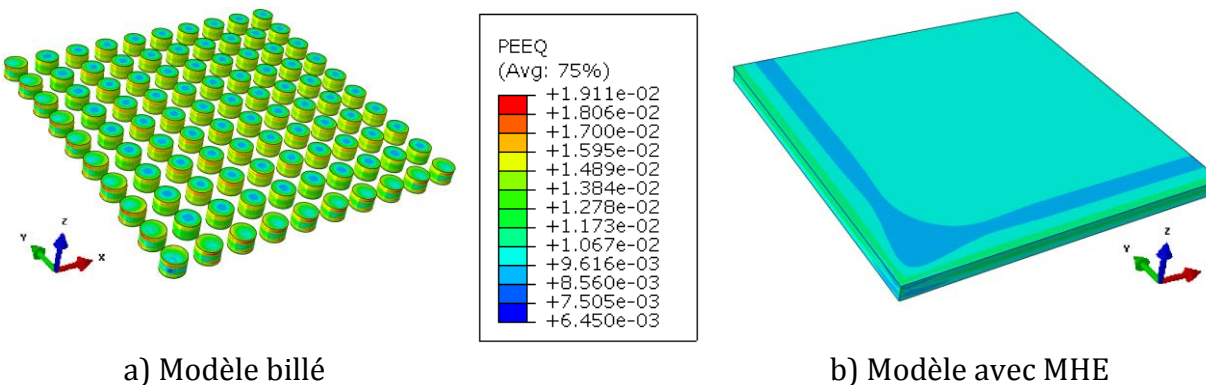 PEEQ
(Avg: 75%)
+1.911e-02
+1.806e-02
+1.700e-02
+1.595e-02
+1.489e-02
+1.384e-02
+1.278e-02
+1.173e-02
+1.067e-02
+9.616e-03
+8.560e-03
+7.505e-03
+6.450e-03
Y Z X
Y Z
a) Modèle billé
b) Modèle avec MHE